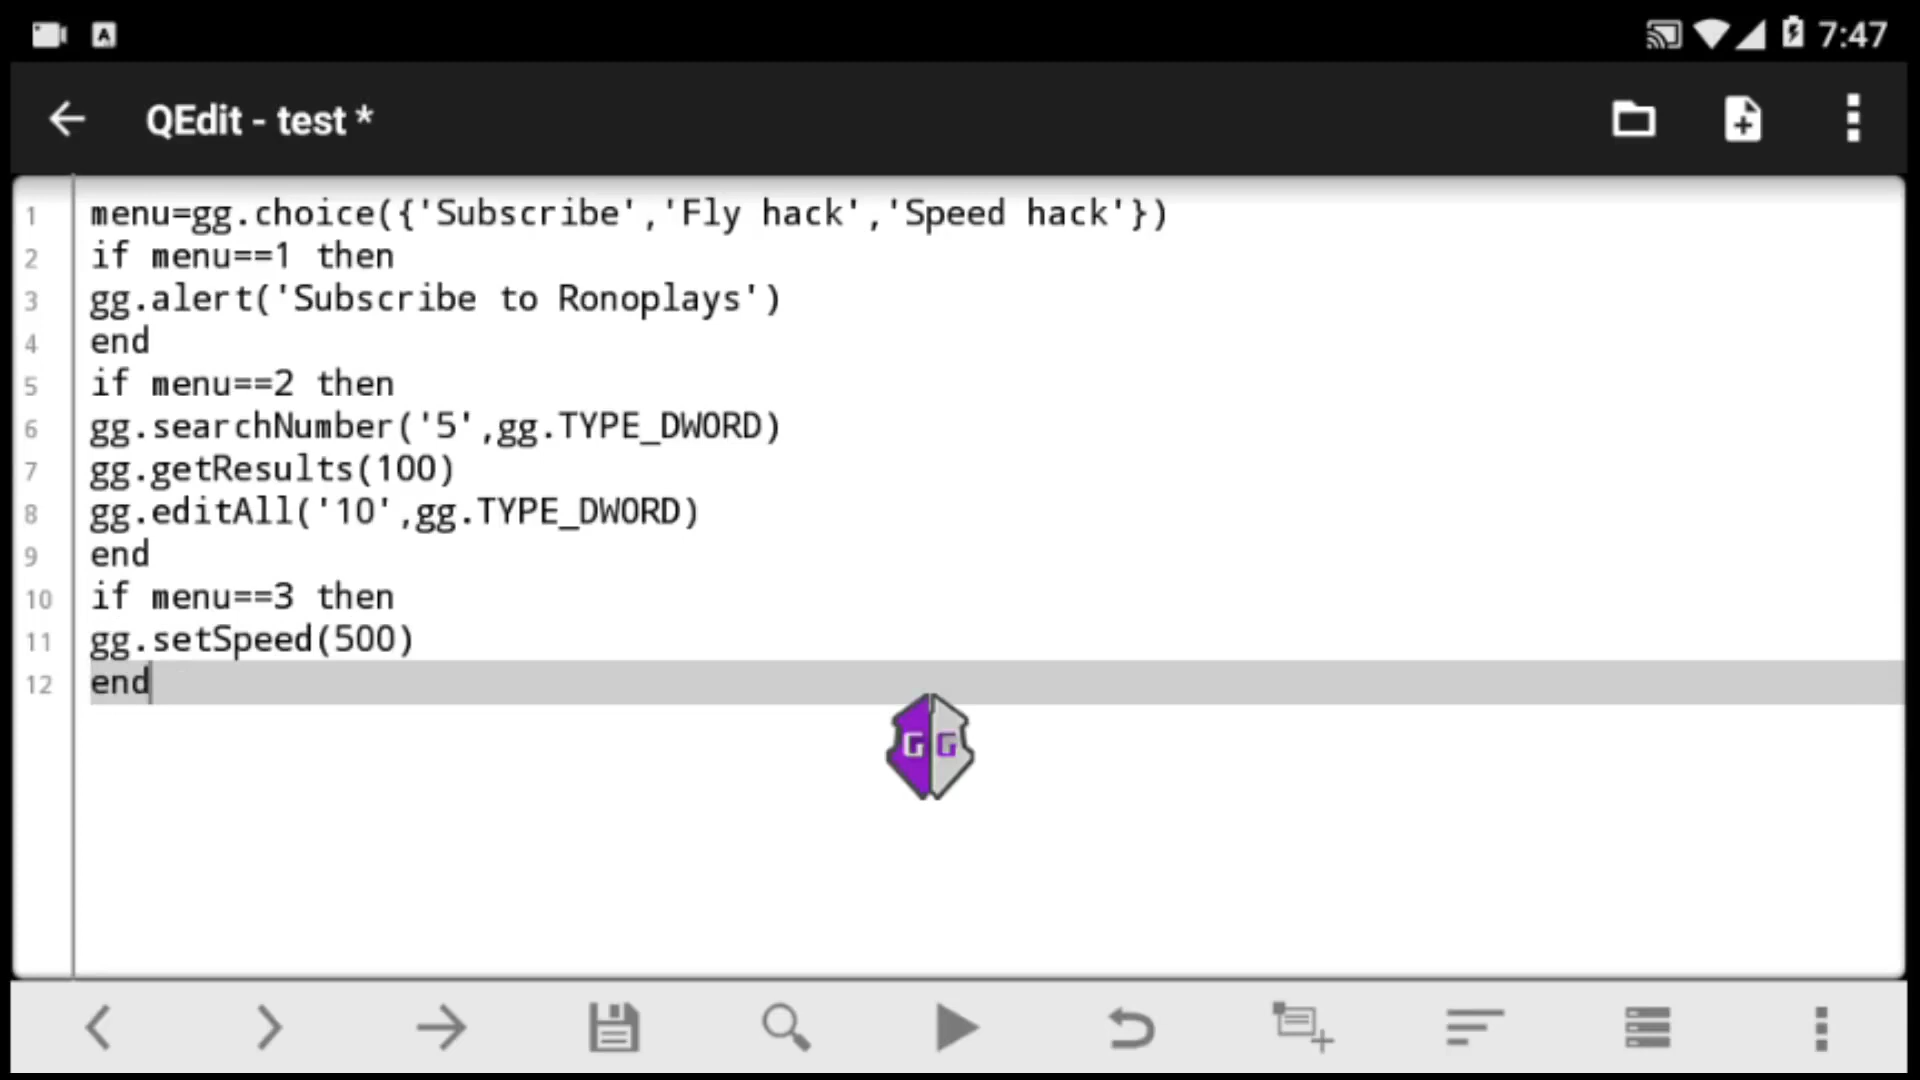 A
7:47
QEdit - test *
1 menu=gg.choice({'Subscribe','Fly hack','Speed hack'})
2 if menu==1 then
3 gg.alert('Subscribe to Ronoplays')
4 end
5 if menu==2 then
6 gg.searchNumber('5',gg.TYPE_DWORD)
7 gg.getResults(100)
8 gg.editAll('10',gg.TYPE_DWORD)
9 end
10 if menu==3 then
11 gg.setSpeed(500)
12 end
G G